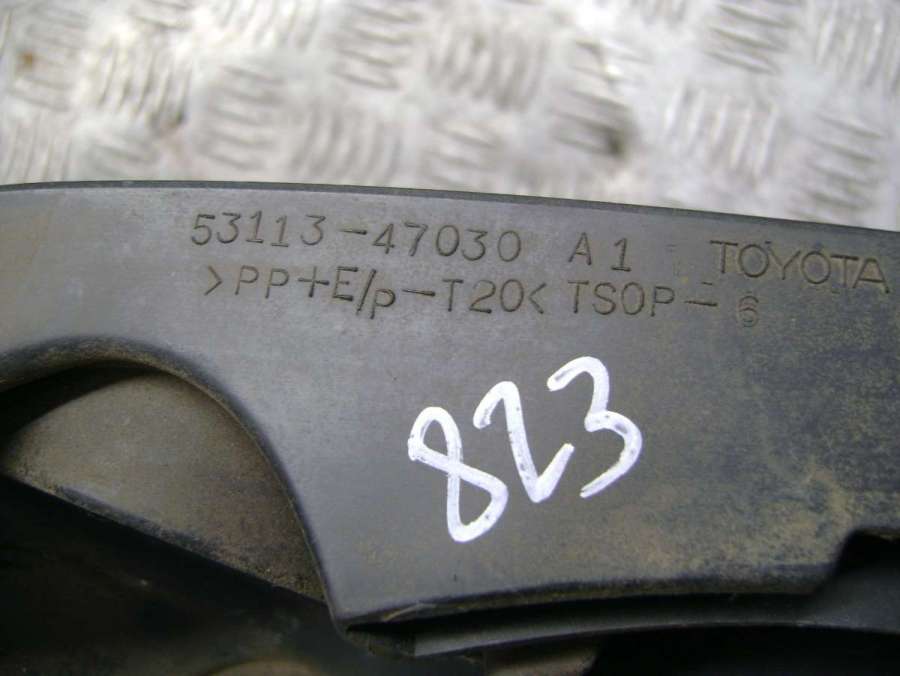 53113-47030 A1 TOYOTA
>PP+E/p-T20< TSOP-6
823